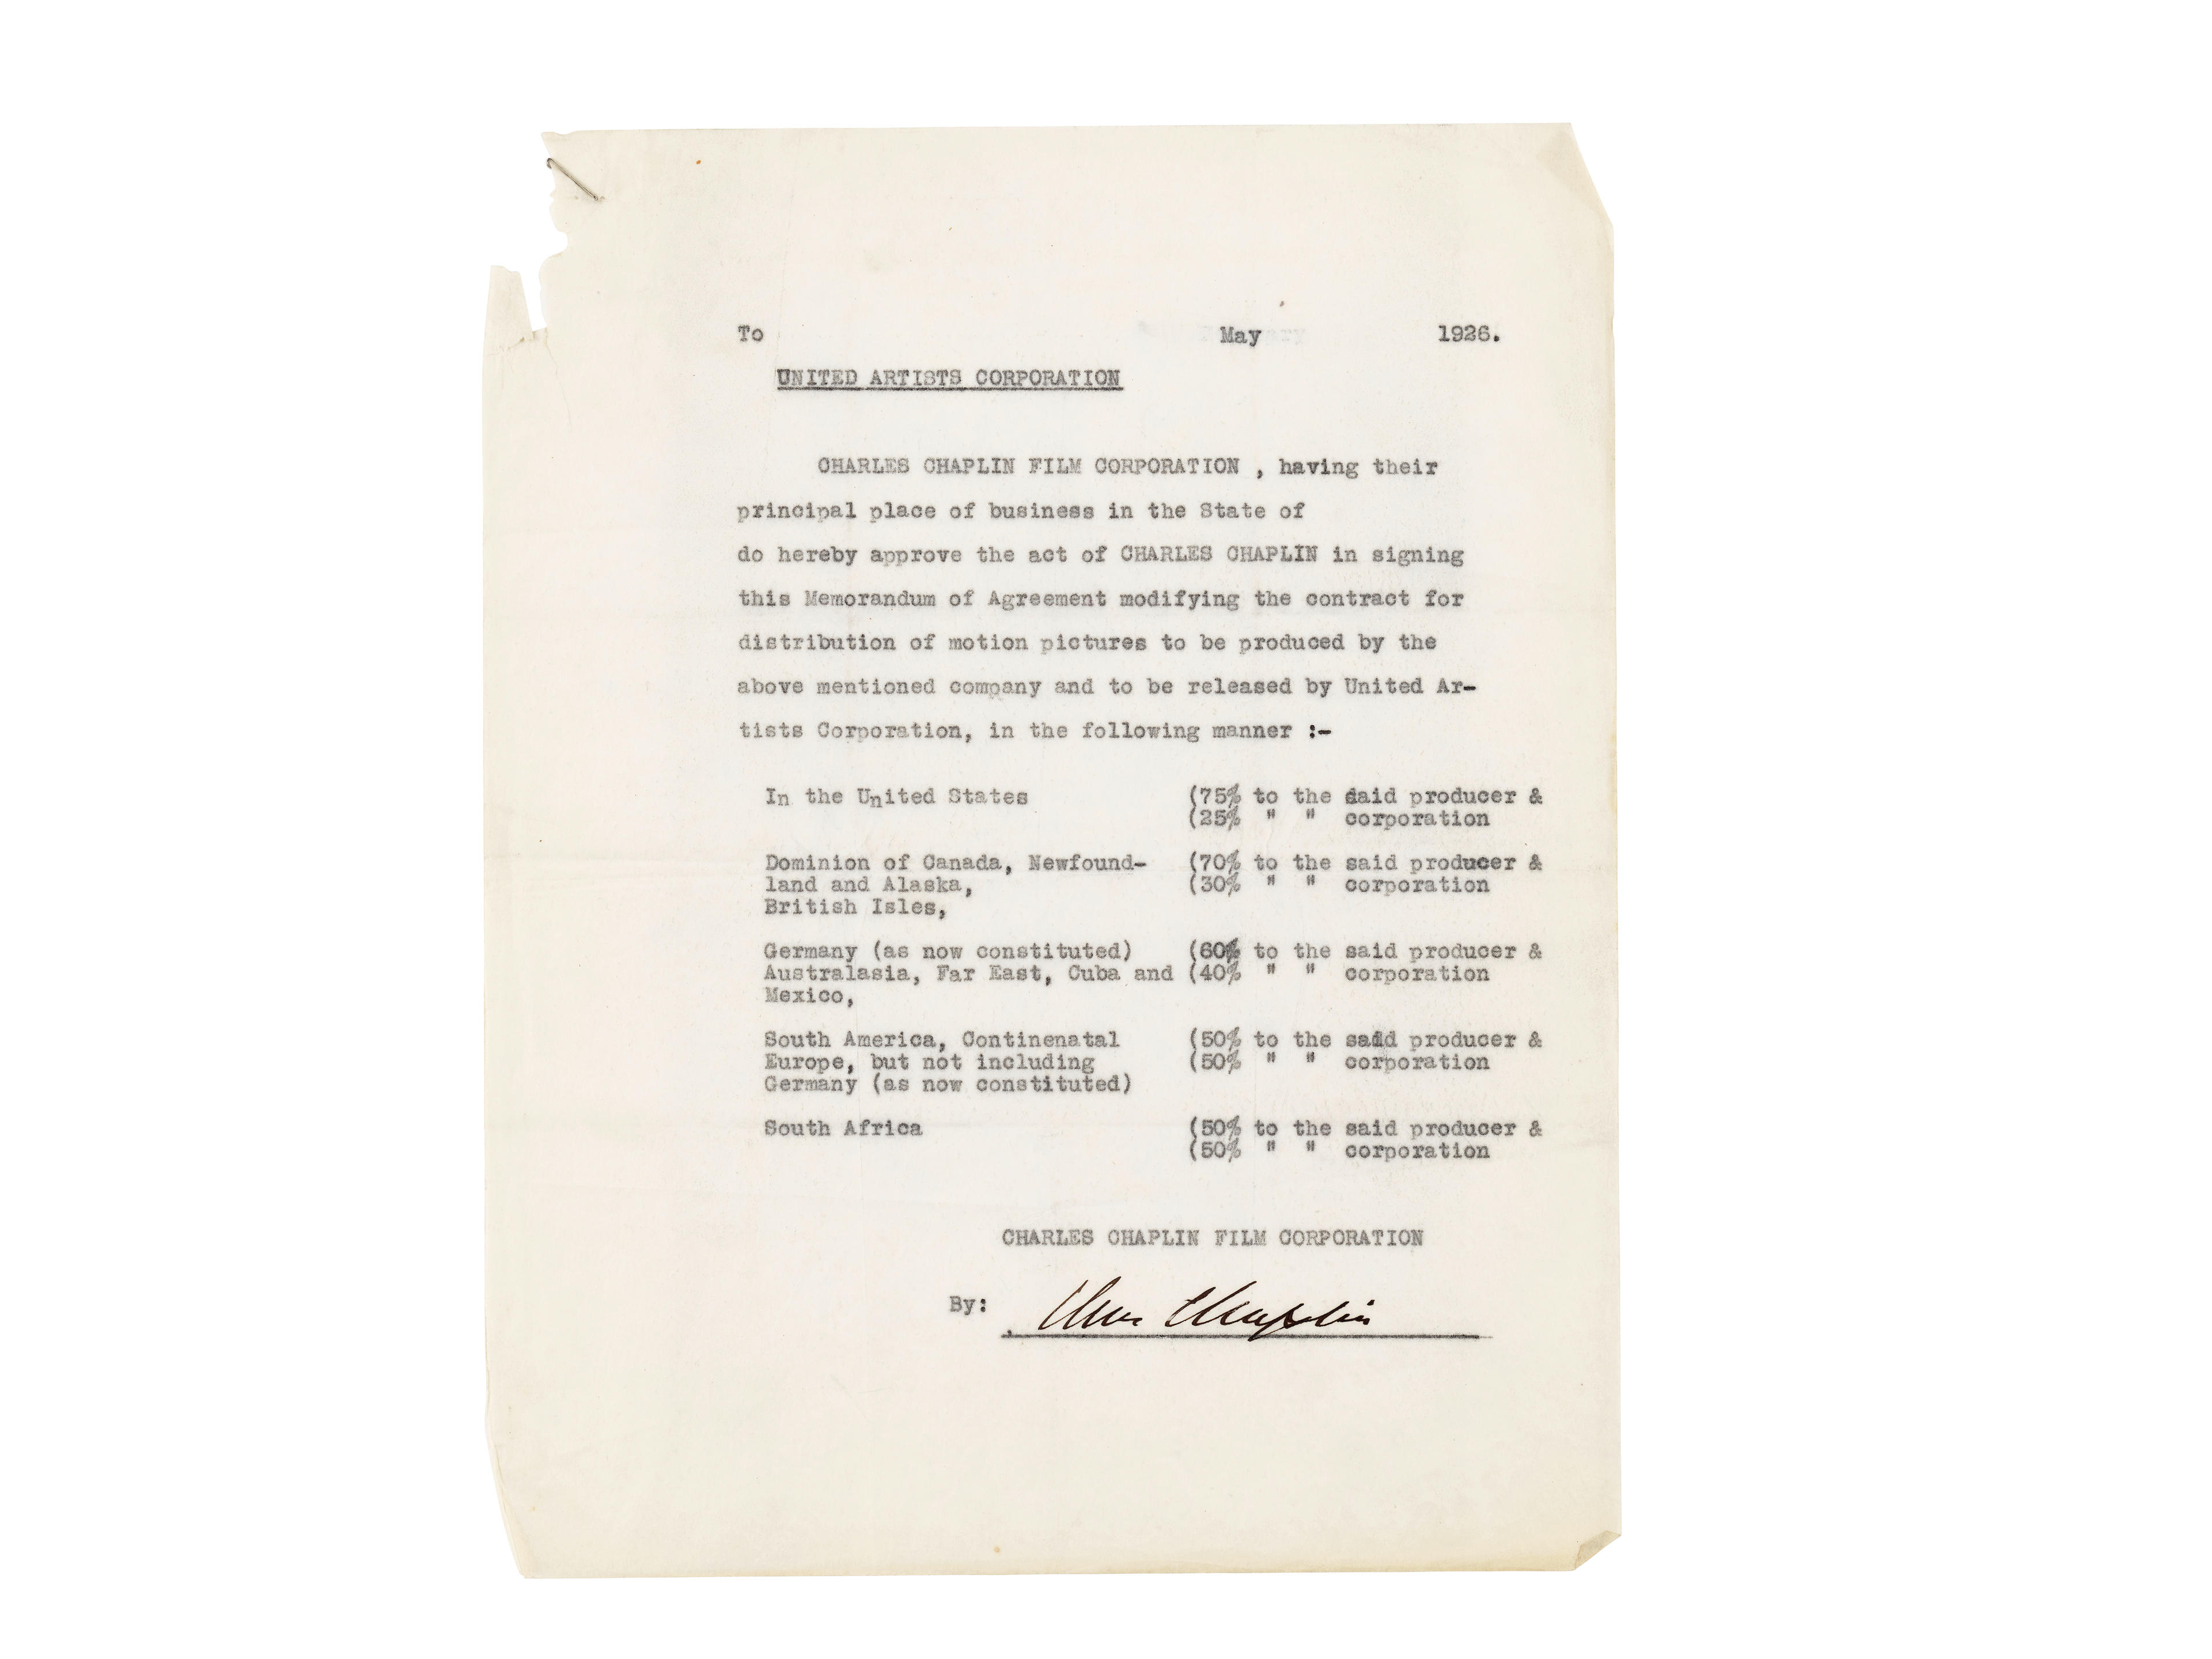 To May 1926.
UNITED ARTISTS CORPORATION
CHARLES CHAPLIN FILM CORPORATION , having their
principal place of business in the State of
do hereby approve the act of CHARLES CHAPLIN in signing
this Memorandum of Agreement modifying the contract for
distribution of motion pictures to be produced by the
above mentioned company and to be released by United Ar-
tists Corporation, in the following manner :-
In the United States (75% to the said producer &
(25% " " corporation
Dominion of Canada, Newfound- (70% to the said producer &
land and Alaska, (30% " " corporation
British Isles,
Germany (as now constituted) (60% to the said producer &
Australasia, Far East, Cuba and (40% " " corporation
Mexico,
South America, Continenatal (50% to the said producer &
Europe, but not including (50% " " corporation
Germany (as now constituted)
South Africa (50% to the said producer &
(50% " " corporation
CHARLES CHAPLIN FILM CORPORATION
By: Chas Chaplin